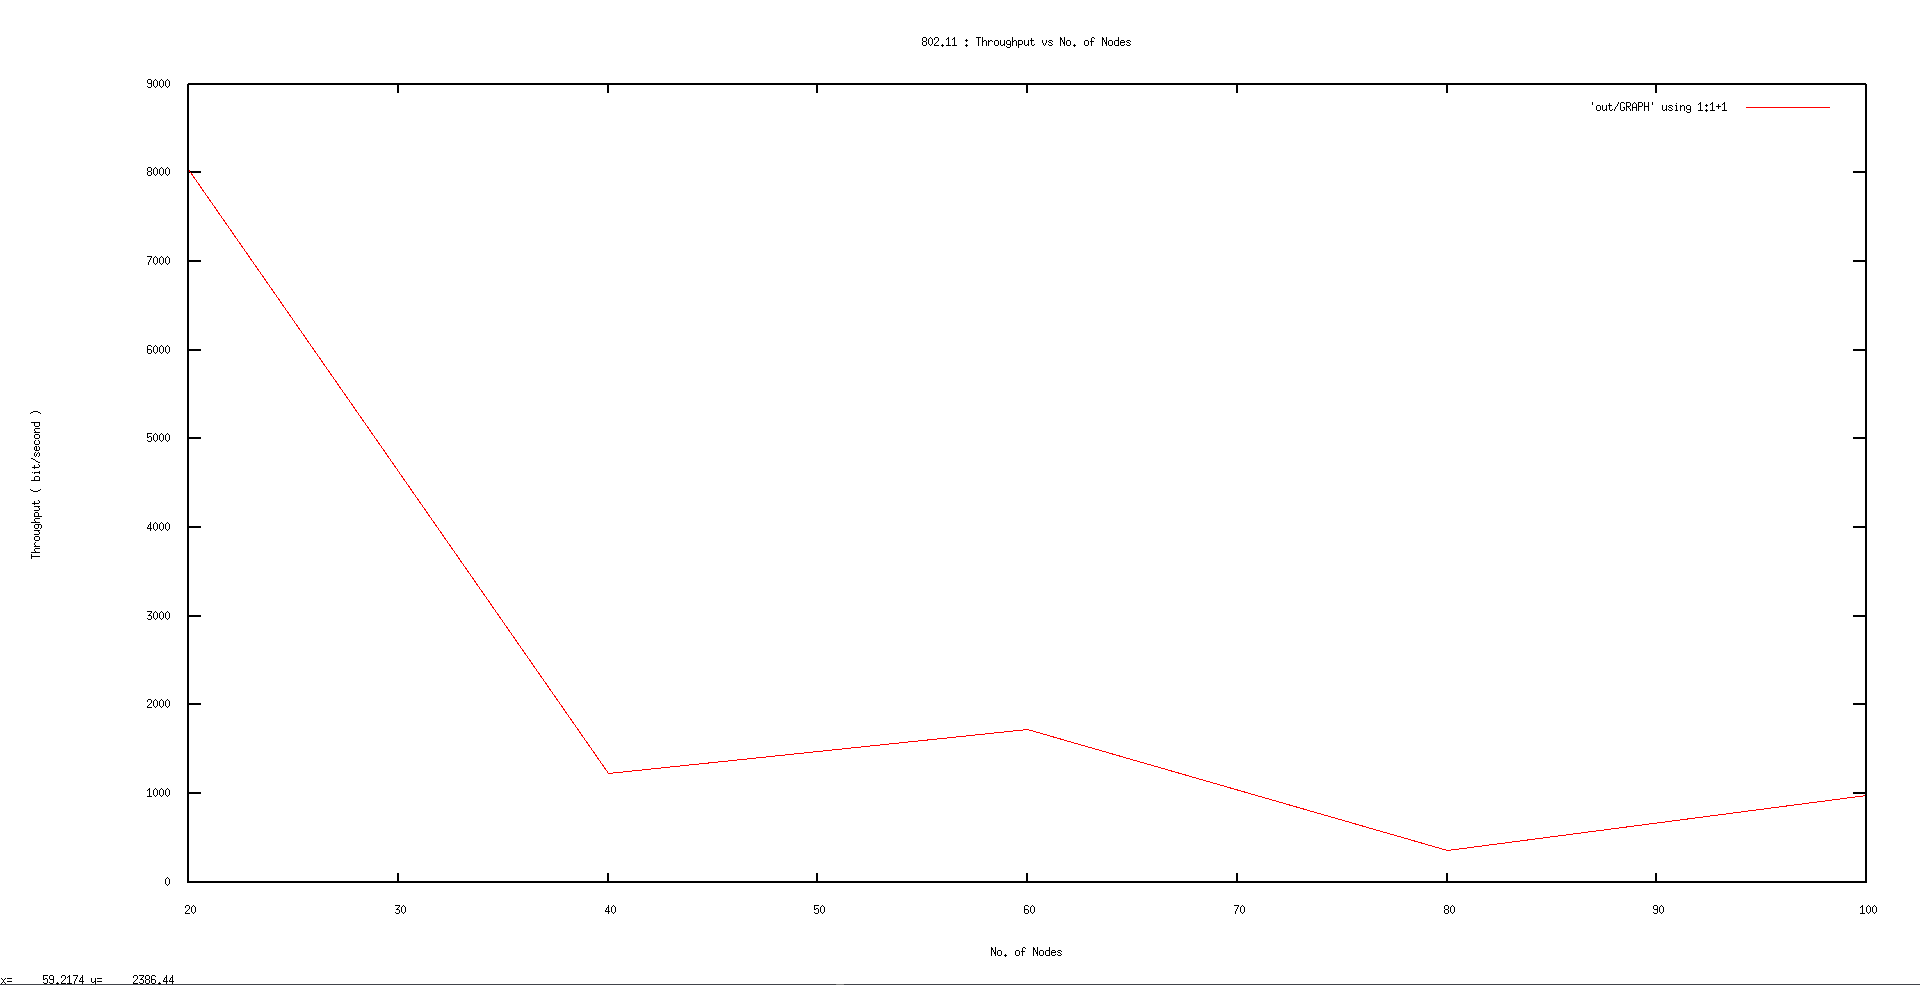 802.11 : Throughput vs No. of Nodes
'out/GRAPH' using 1:1+1
9000
8000
7000
6000
5000
4000
3000
2000
1000
0
Throughput ( bit/second )
20 30 40 50 60 70 80 90 100
No. of Nodes
x= 59.2174 y= 2386.44